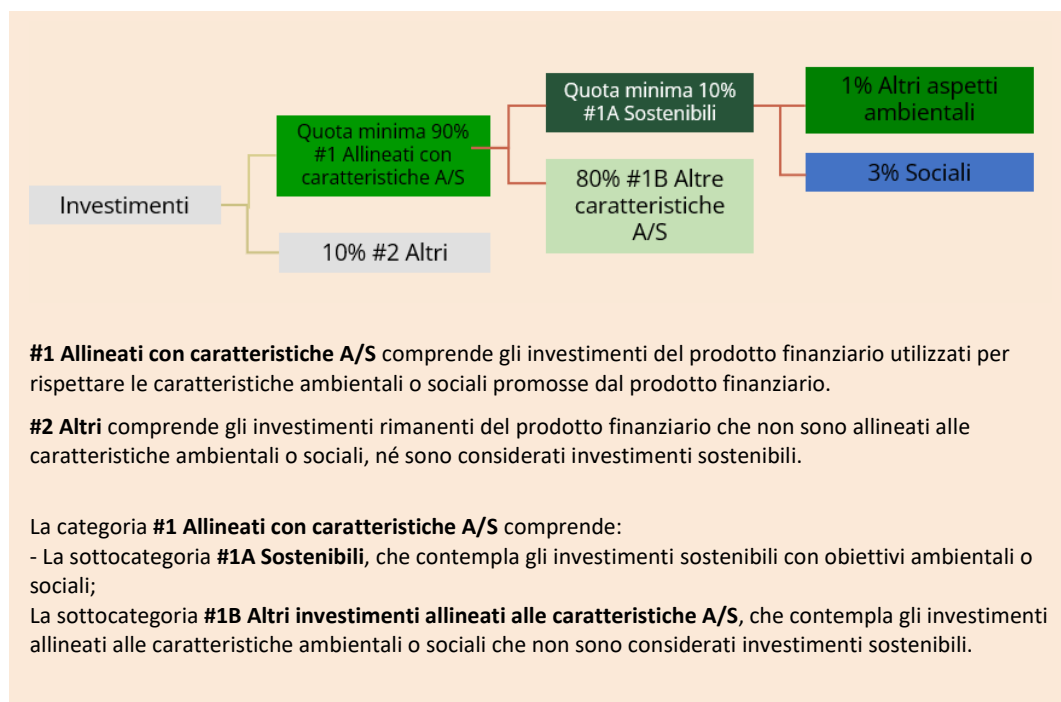 Quota minima 90%
#1 Allineati con
caratteristiche A/S
Quota minima 10%
#1A Sostenibili
1% Altri aspetti
ambientali
Investimenti
80% #1B Altre
caratteristiche
A/S
3% Sociali
10% #2 Altri
#1 Allineati con caratteristiche A/S comprende gli investimenti del prodotto finanziario utilizzati per
rispettare le caratteristiche ambientali o sociali promosse dal prodotto finanziario.
#2 Altri comprende gli investimenti rimanenti del prodotto finanziario che non sono allineati alle
caratteristiche ambientali o sociali, né sono considerati investimenti sostenibili.
La categoria #1 Allineati con caratteristiche A/S comprende:
- La sottocategoria #1A Sostenibili, che contempla gli investimenti sostenibili con obiettivi ambientali o
sociali;
La sottocategoria #1B Altri investimenti allineati alle caratteristiche A/S, che contempla gli investimenti
allineati alle caratteristiche ambientali o sociali che non sono considerati investimenti sostenibili.